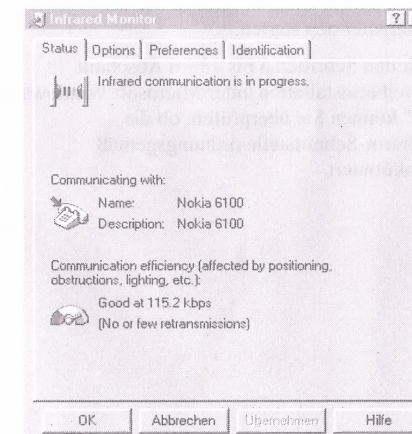 Infrared Monitor
Status Options Preferences Identification
Infrared communication is in progress.
Communicating with:
Name: Nokia 6100
Description: Nokia 6100
Communication efficiency (affected by positioning,
obstructions, lighting, etc.):
Good at 115.2 kbps
(No or few retransmissions)
OK Abbrechen Übernehmen Hilfe